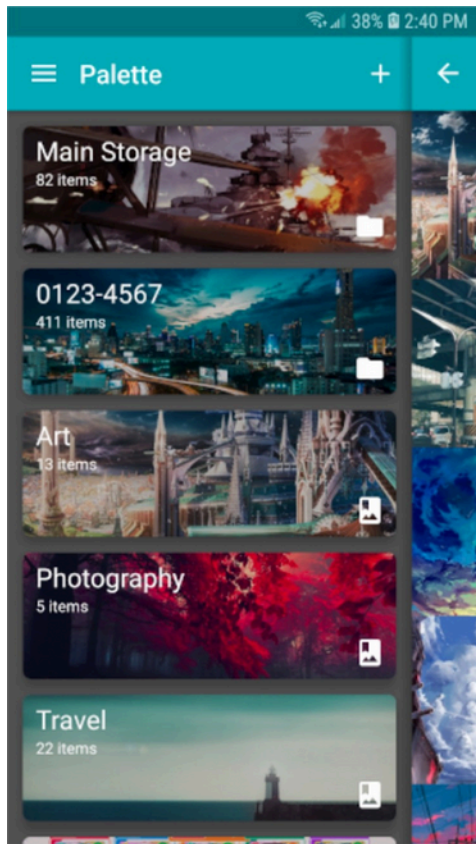 38% 2:40 PM
Palette
Main Storage
82 items
0123-4567
411 items
Art
13 items
Photography
5 items
Travel
22 items